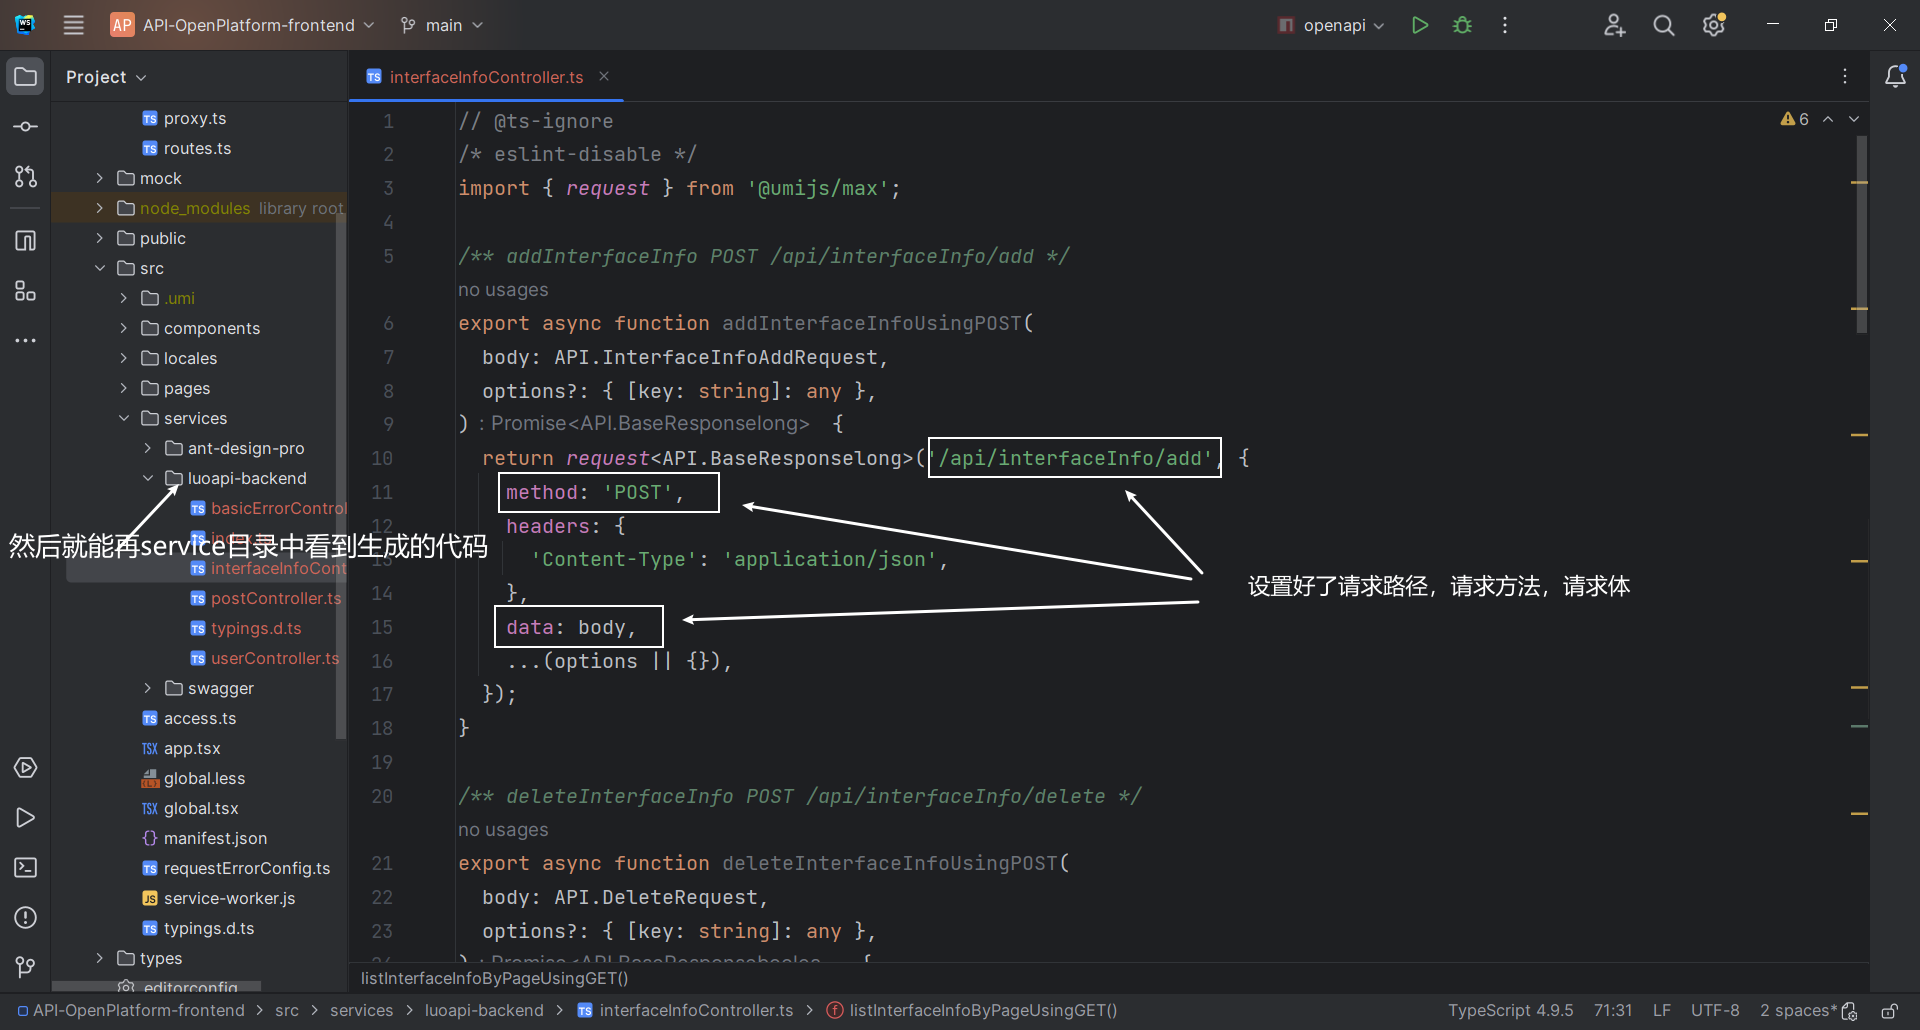 WS
AP API-OpenPlatform-frontend main openapi
Project
proxy.ts
routes.ts
mock
node_modules library root
public
src
.umi
components
locales
pages
services
ant-design-pro
luoapi-backend
basicErrorControl
index.ts
interfaceInfoCont
postController.ts
typings.d.ts
userController.ts
swagger
access.ts
app.tsx
global.less
global.tsx
manifest.json
requestErrorConfig.ts
service-worker.js
typings.d.ts
types
.editorconfig
然后就能再service目录中看到生成的代码
interfaceInfoController.ts
6
1 // @ts-ignore
2 /* eslint-disable */
3 import { request } from '@umijs/max';
4
5 /** addInterfaceInfo POST /api/interfaceInfo/add */
no usages
6 export async function addInterfaceInfoUsingPOST(
7 body: API.InterfaceInfoAddRequest,
8 options?: { [key: string]: any },
9 ) : Promise<API.BaseResponselong> {
10 return request<API.BaseResponselong>('/api/interfaceInfo/add', {
11 method: 'POST',
12 headers: {
13 'Content-Type': 'application/json',
14 },
15 data: body,
16 ...(options || {}),
17 });
18 }
19
20 /** deleteInterfaceInfo POST /api/interfaceInfo/delete */
no usages
21 export async function deleteInterfaceInfoUsingPOST(
22 body: API.DeleteRequest,
23 options?: { [key: string]: any },
设置好了请求路径，请求方法，请求体
listInterfaceInfoByPageUsingGET()
API-OpenPlatform-frontend > src > services > luoapi-backend > interfaceInfoController.ts > listInterfaceInfoByPageUsingGET() TypeScript 4.9.5 71:31 LF UTF-8 2 spaces*